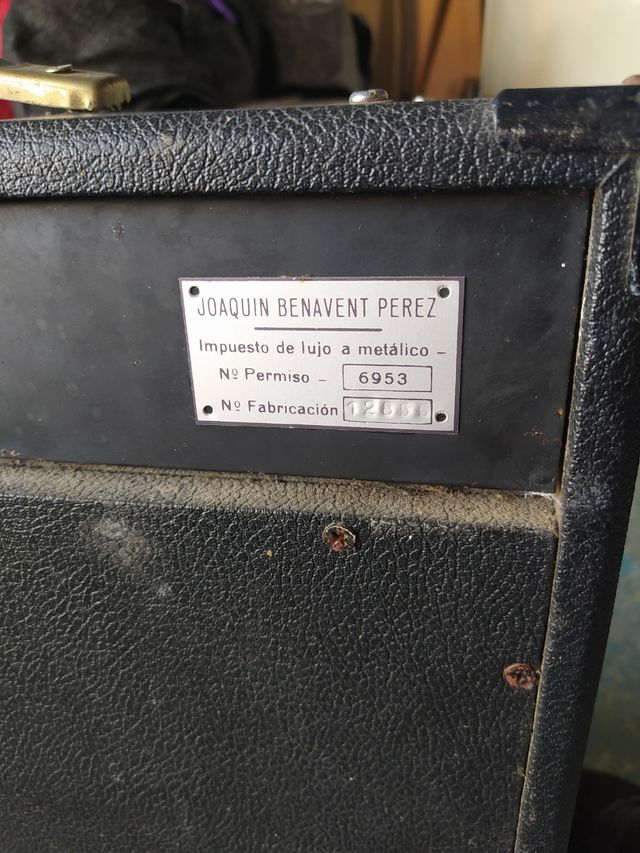 JOAQUIN BENAVENT PEREZ
Impuesto de lujo a metálico -
Nº Permiso - 6953
Nº Fabricación